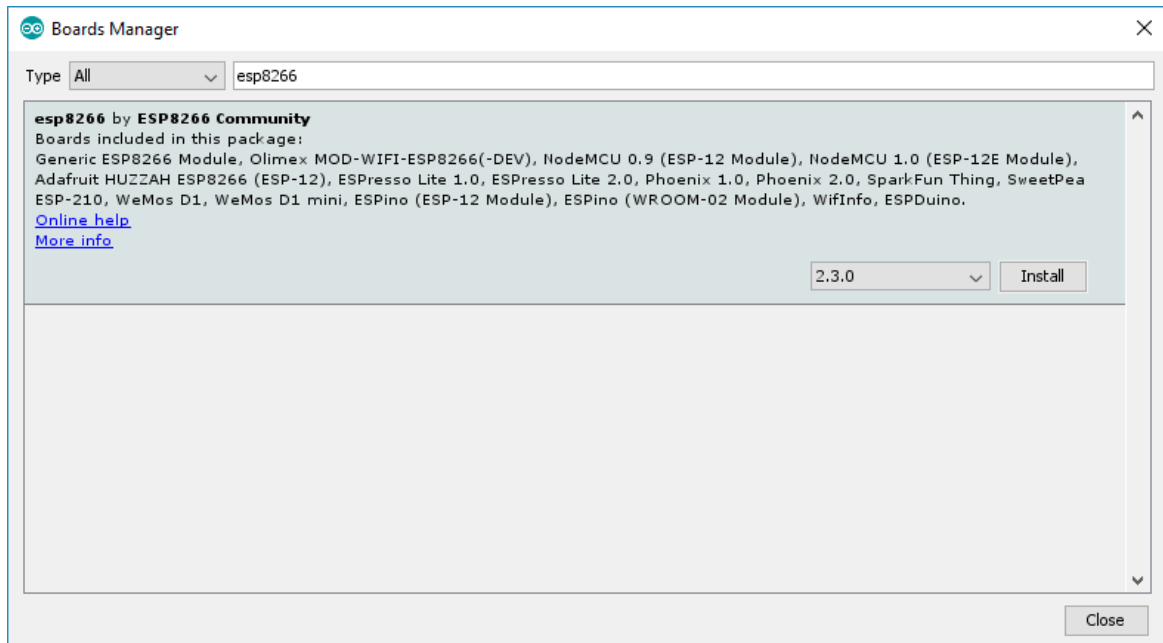 Boards Manager
Type All esp8266
esp8266 by ESP8266 Community
Boards included in this package:
Generic ESP8266 Module, Olimex MOD-WIFI-ESP8266(-DEV), NodeMCU 0.9 (ESP-12 Module), NodeMCU 1.0 (ESP-12E Module),
Adafruit HUZZAH ESP8266 (ESP-12), ESPresso Lite 1.0, ESPresso Lite 2.0, Phoenix 1.0, Phoenix 2.0, SparkFun Thing, SweetPea
ESP-210, WeMos D1, WeMos D1 mini, ESPino (ESP-12 Module), ESPino (WROOM-02 Module), WifInfo, ESPDuino.
Online help
More info
2.3.0 Install
Close